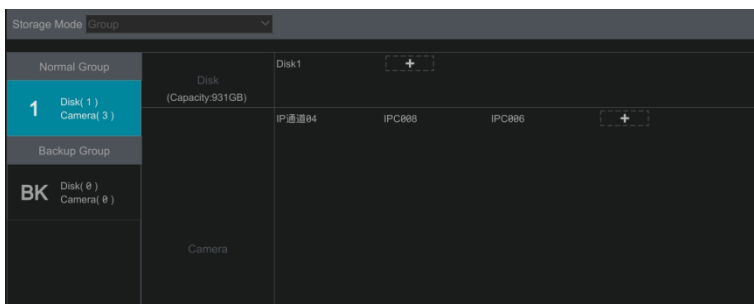 Storage Mode Group
Normal Group
1
Disk( 1 )
Camera( 3 )
Backup Group
BK
Disk( 0 )
Camera( 0 )
Disk
(Capacity:931GB)
Disk1
+
IP通道04
IPC008
IPC006
+
Camera